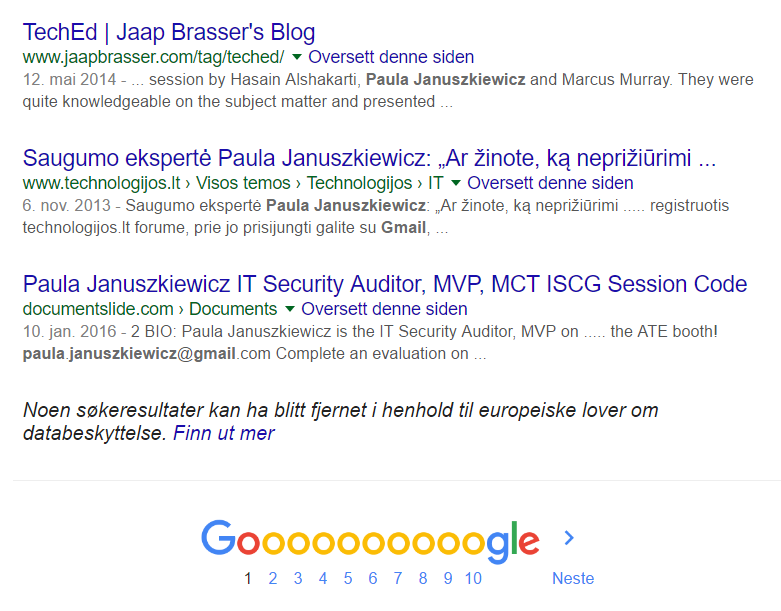 TechEd | Jaap Brasser's Blog
www.jaapbrasser.com/tag/teched/ ▼ Oversett denne siden
12. mai 2014 - ... session by Hasain Alshakarti, Paula Januszkiewicz and Marcus Murray. They were
quite knowledgeable on the subject matter and presented ...
Saugumo ekspertė Paula Januszkiewicz: „Ar žinote, ką neprižiūrimi ...
www.technologijos.lt › Visos temos › Technologijos › IT ▼ Oversett denne siden
6. nov. 2013 - Saugumo ekspertė Paula Januszkiewicz: „Ar žinote, ką neprižiūrimi ..... registruotis
technologijos.lt forume, prie jo prisijungti galite su Gmail, ...
Paula Januszkiewicz IT Security Auditor, MVP, MCT ISCG Session Code
documentslide.com › Documents ▼ Oversett denne siden
10. jan. 2016 - 2 BIO: Paula Januszkiewicz is the IT Security Auditor, MVP on ..... the ATE booth!
paula.januszkiewicz@gmail.com Complete an evaluation on ...
Noen søkeresultater kan ha blitt fjernet i henhold til europeiske lover om
databeskyttelse. Finn ut mer
Goooooooooogle >
1 2 3 4 5 6 7 8 9 10 Neste